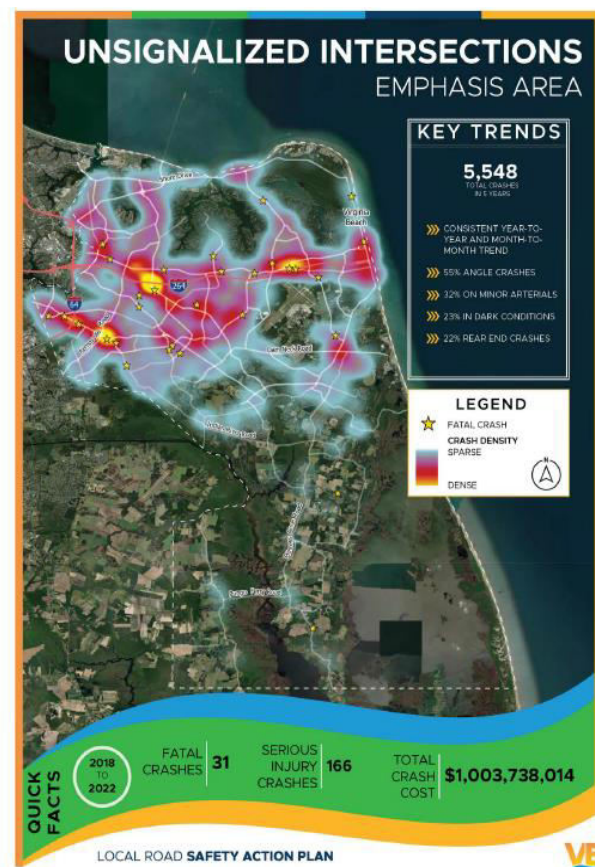 UNSIGNALIZED INTERSECTIONS
EMPHASIS AREA
KEY TRENDS
5,548
TOTAL CRASHES
IN 5 YEARS
CONSISTENT YEAR-TO-
YEAR AND MONTH-TO-
MONTH TREND
55% ANGLE CRASHES
32% ON MINOR ARTERIALS
23% IN DARK CONDITIONS
22% REAR END CRASHES
LEGEND
FATAL CRASH
CRASH DENSITY
SPARSE
DENSE
N
Shore Drive
Virginia
Beach
264
64
QUICK
FACTS
2018
TO
2022
FATAL
CRASHES
31
SERIOUS
INJURY
CRASHES
166
TOTAL
CRASH
COST
$1,003,738,014
LOCAL ROAD SAFETY ACTION PLAN
VB